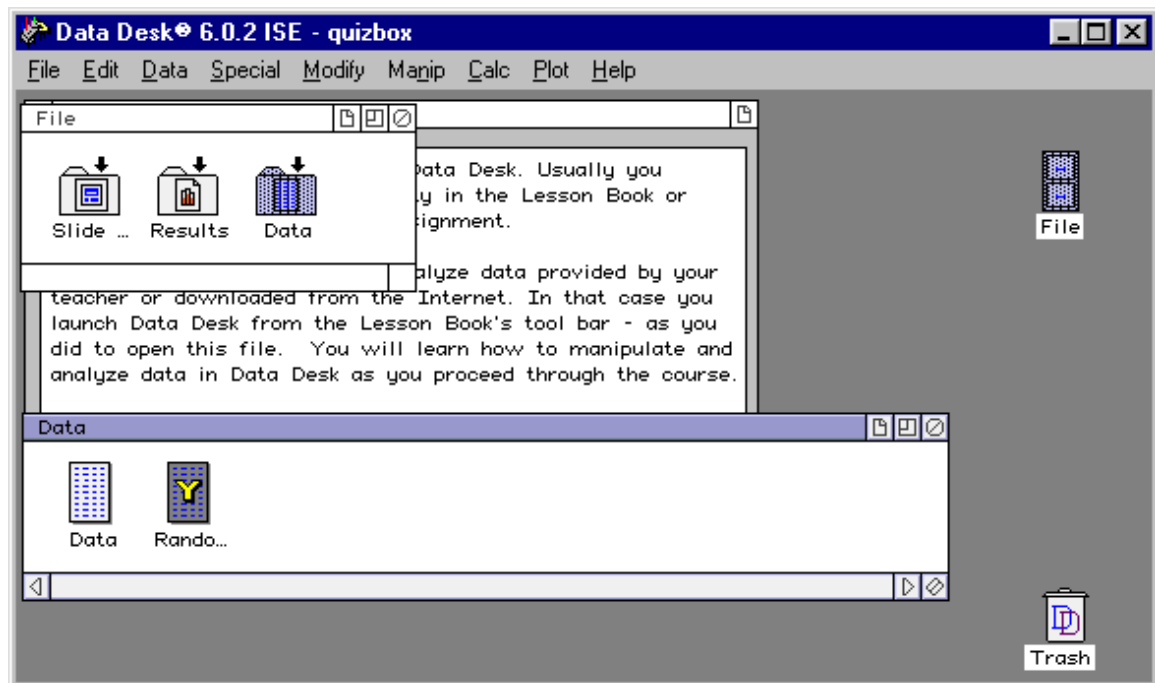 Data Desk® 6.0.2 ISE - quizbox
File Edit Data Special Modify Manip Calc Plot Help
File
Slide ... Results Data
Data Desk. Usually you
in the Lesson Book or
teacher or downloaded from the Internet. In that case you
launch Data Desk from the Lesson Book's tool bar - as you
did to open this file. You will learn how to manipulate and
analyze data in Data Desk as you proceed through the course.
data provided by your
File
Data
Data Rando...
Trash